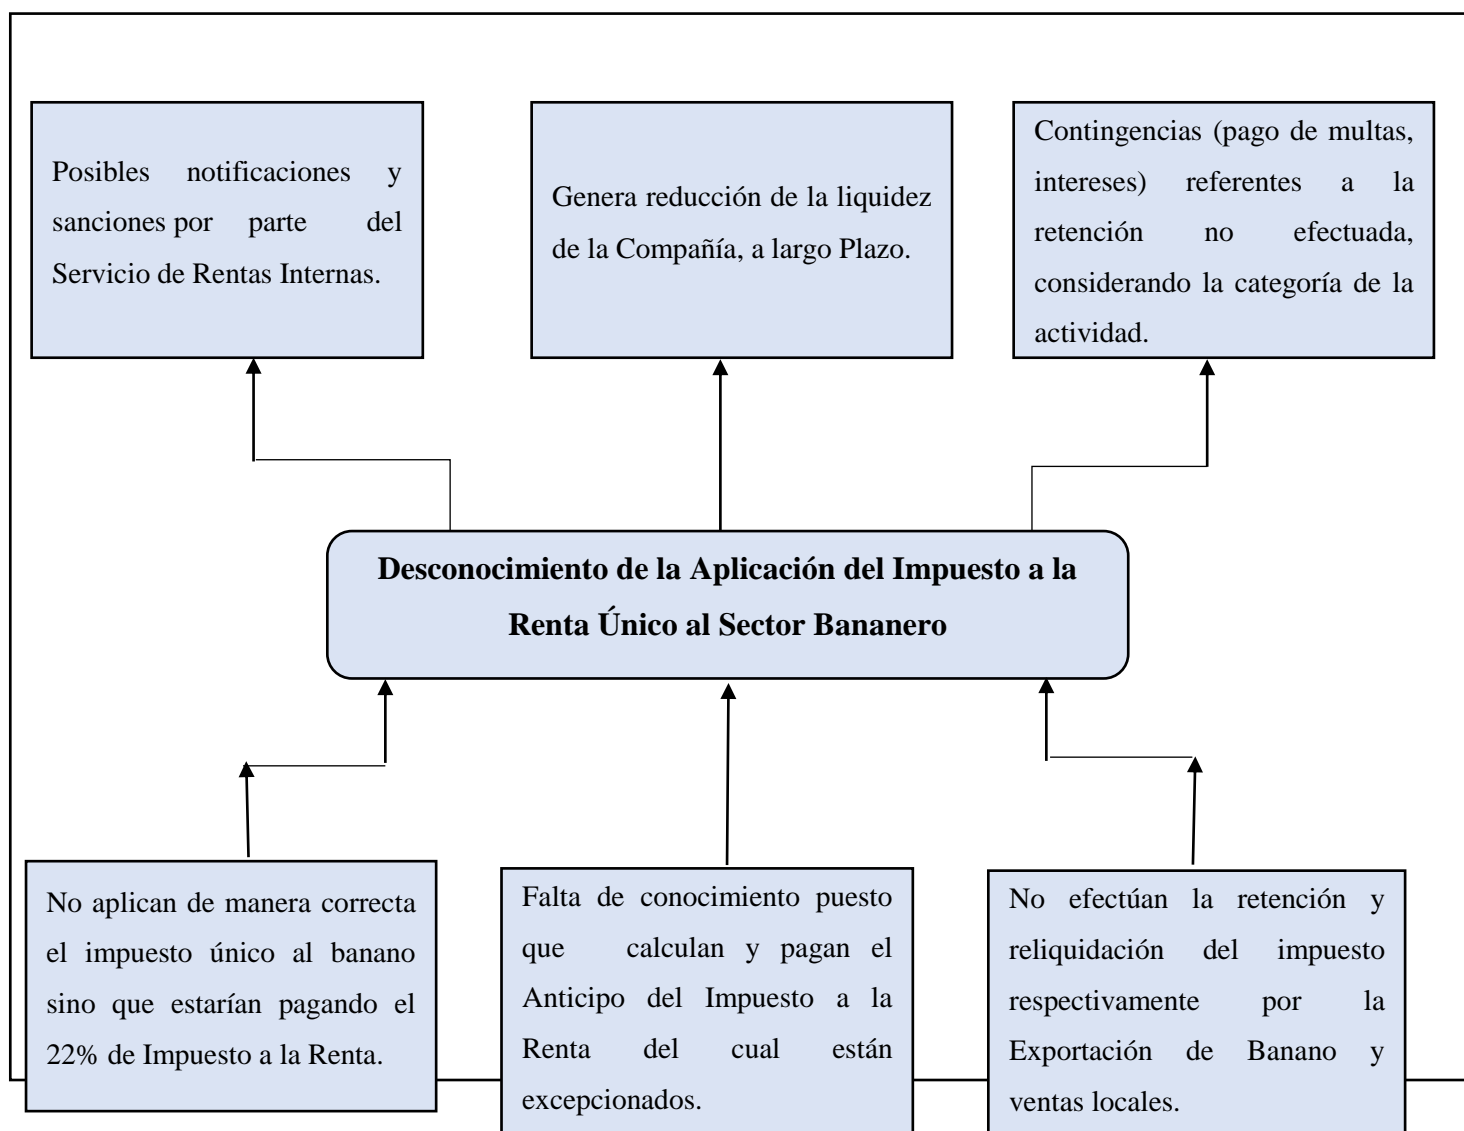 Posibles notificaciones y
sanciones por parte del
Servicio de Rentas Internas.
Genera reducción de la liquidez
de la Compañía, a largo Plazo.
Contingencias (pago de multas,
intereses) referentes a la
retención no efectuada,
considerando la categoría de la
actividad.
Desconocimiento de la Aplicación del Impuesto a la
Renta Único al Sector Bananero
No aplican de manera correcta
el impuesto único al banano
sino que estarían pagando el
22% de Impuesto a la Renta.
Falta de conocimiento puesto
que calculan y pagan el
Anticipo del Impuesto a la
Renta del cual están
excepcionados.
No efectúan la retención y
reliquidación del impuesto
respectivamente por la
Exportación de Banano y
ventas locales.